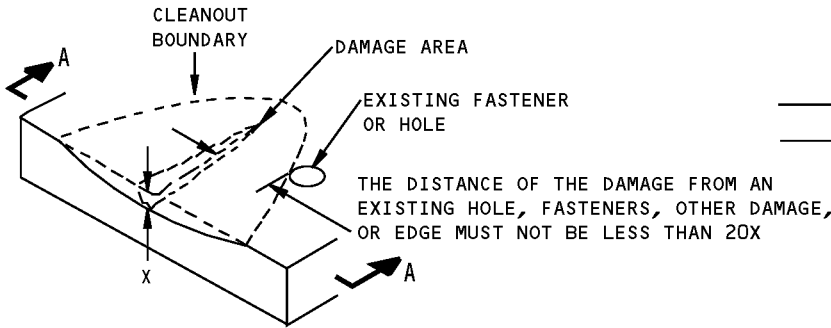 CLEANOUT
BOUNDARY
A
DAMAGE AREA
EXISTING FASTENER
OR HOLE
THE DISTANCE OF THE DAMAGE FROM AN
EXISTING HOLE, FASTENERS, OTHER DAMAGE,
OR EDGE MUST NOT BE LESS THAN 20X
X
A